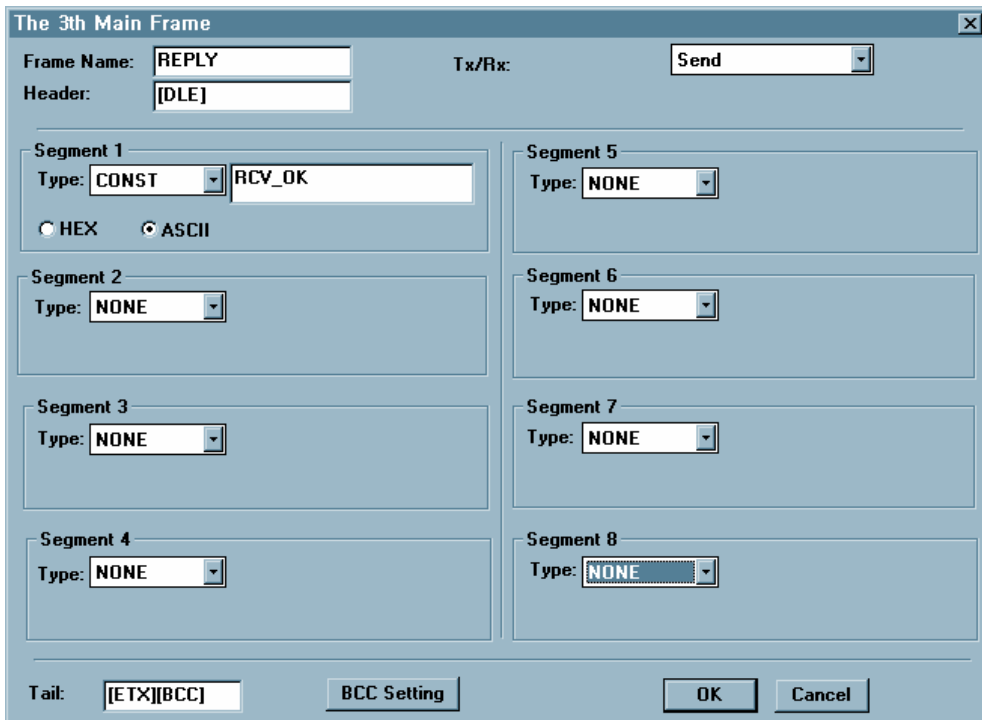 The 3th Main Frame
Frame Name: REPLY Tx/Rx: Send
Header: [DLE]
Segment 1
Type: CONST RCV_OK
HEX ASCII
Segment 2
Type: NONE
Segment 3
Type: NONE
Segment 4
Type: NONE
Segment 5
Type: NONE
Segment 6
Type: NONE
Segment 7
Type: NONE
Segment 8
Type: NONE
Tail: [ETX][BCC] BCC Setting OK Cancel